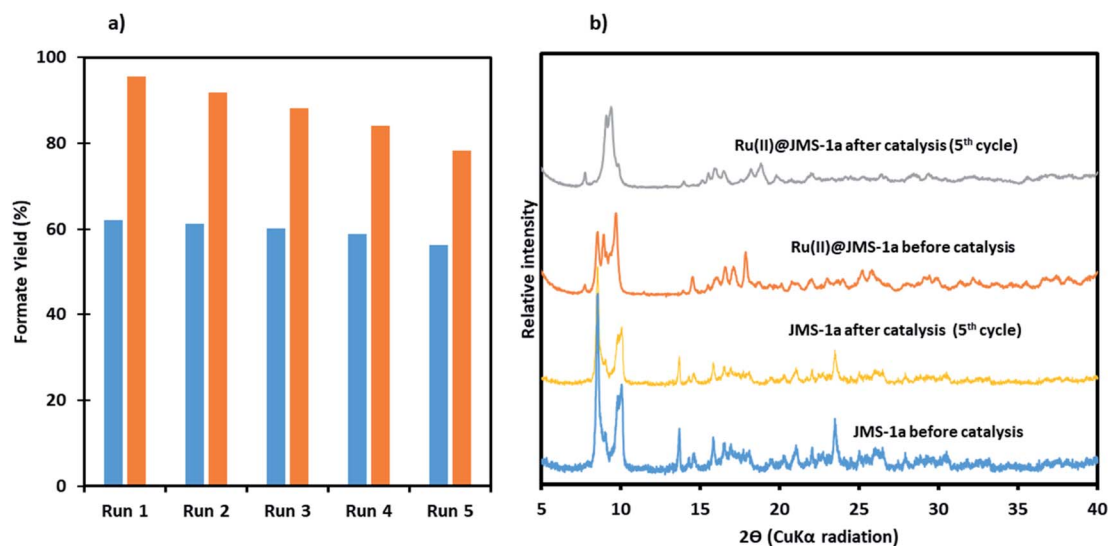 a)
Formate Yield (%)
100
80
60
40
20
0
Run 1 Run 2 Run 3 Run 4 Run 5
b)
Relative intensity
Ru(II)@JMS-1a after catalysis (5th cycle)
Ru(II)@JMS-1a before catalysis
JMS-1a after catalysis (5th cycle)
JMS-1a before catalysis
5 10 15 20 25 30 35 40
2ϴ (CuKα radiation)